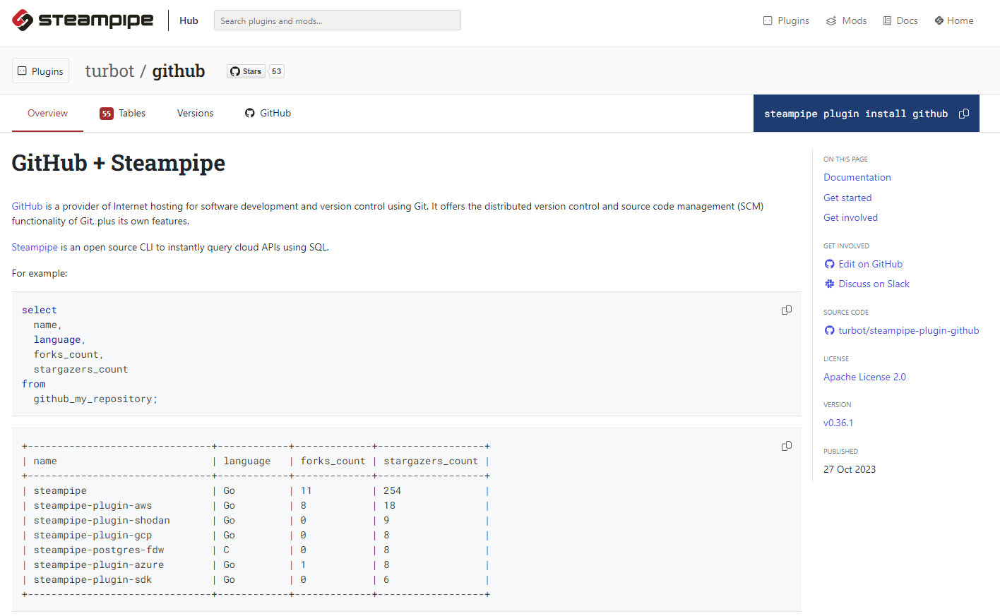 steampipe Hub Search plugins and mods... Plugins Mods Docs Home
Plugins turbot / github Stars 53
Overview 55 Tables Versions GitHub steampipe plugin install github
GitHub + Steampipe
GitHub is a provider of Internet hosting for software development and version control using Git. It offers the distributed version control and source code management (SCM)
functionality of Git, plus its own features.
Steampipe is an open source CLI to instantly query cloud APIs using SQL.
For example:
select
  name,
  language,
  forks_count,
  stargazers_count
from
  github_my_repository;
+-------------------------------+------------+-------------+------------------+
| name                          | language   | forks_count | stargazers_count |
+-------------------------------+------------+-------------+------------------+
| steampipe                     | Go         | 11          | 254              |
| steampipe-plugin-aws          | Go         | 8           | 18               |
| steampipe-plugin-shodan       | Go         | 0           | 9                |
| steampipe-plugin-gcp          | Go         | 0           | 8                |
| steampipe-postgres-fdw        | C          | 0           | 8                |
| steampipe-plugin-azure        | Go         | 1           | 8                |
| steampipe-plugin-sdk          | Go         | 0           | 6                |
+-------------------------------+------------+-------------+------------------+
ON THIS PAGE
Documentation
Get started
Get involved
GET INVOLVED
Edit on GitHub
Discuss on Slack
SOURCE CODE
turbot/steampipe-plugin-github
LICENSE
Apache License 2.0
VERSION
v0.36.1
PUBLISHED
27 Oct 2023